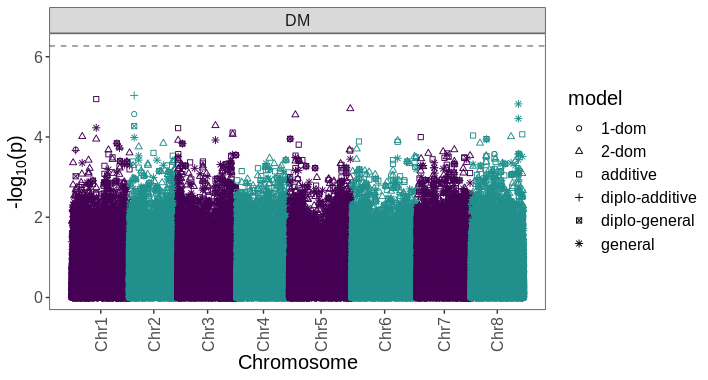 DM
-log10(p)
6
4
2
0
Chr1 Chr2 Chr3 Chr4 Chr5 Chr6 Chr7 Chr8
Chromosome
model
1-dom
2-dom
additive
diplo-additive
diplo-general
general